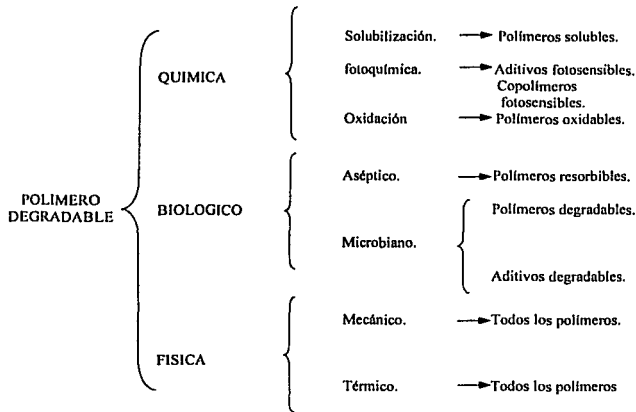 Solubilización. Polímeros solubles.
QUIMICA fotoquímica. Aditivos fotosensibles.
Copolímeros
fotosensibles.
Oxidación Polímeros oxidables.
Aséptico. Polímeros resorbibles.
POLIMERO
DEGRADABLE
BIOLOGICO
Polímeros degradables.
Microbiano.
Aditivos degradables.
Mecánico. Todos los polímeros.
FISICA
Térmico. Todos los polímeros